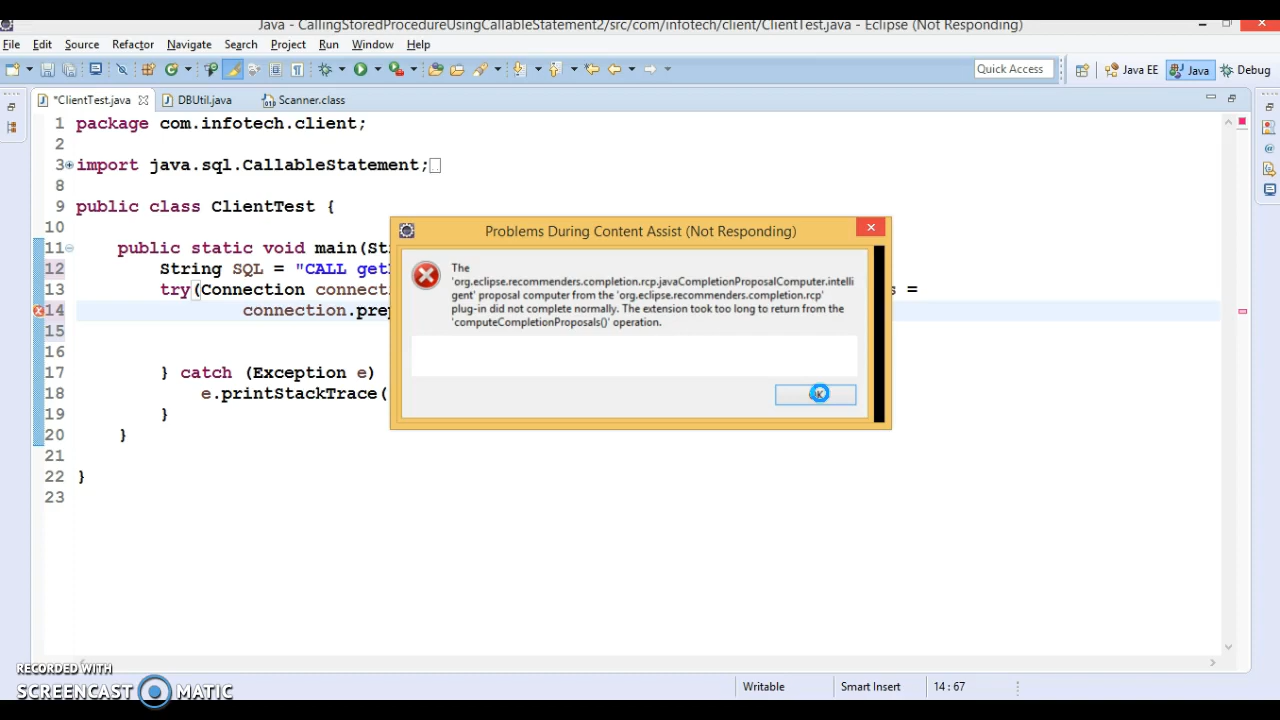 Java - CallingStoredProcedureUsingCallableStatement2/src/com/infotech/client/ClientTest.java - Eclipse (Not Responding)
File Edit Source Refactor Navigate Search Project Run Window Help
Quick Access Java EE Java Debug
*ClientTest.java DBUtil.java Scanner.class
1 package com.infotech.client;
2
3 import java.sql.CallableStatement;
8
9 public class ClientTest {
10
Problems During Content Assist (Not Responding)
11 public static void main(St
12 String SQL = "CALL get
The
'org.eclipse.recommenders.completion.rcp.javaCompletionProposalComputer.intelli
gent' proposal computer from the 'org.eclipse.recommenders.completion.rcp'
plug-in did not complete normally. The extension took too long to return from the
'computeCompletionProposals()' operation.
13 try(Connection connec s =
14 connection.prep
15
16
17 } catch (Exception e)
18 e.printStackTrace(
19 }
20 }
21
22 }
23
RECORDED WITH
SCREENCAST MATIC
Writable Smart Insert 14 : 67